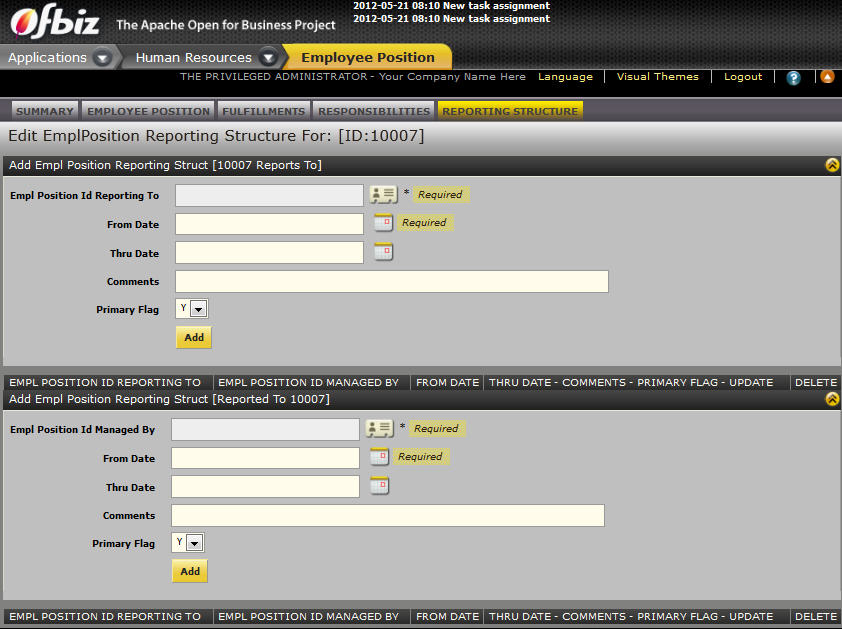 2012-05-21 08:10 New task assignment
2012-05-21 08:10 New task assignment
Ofbiz The Apache Open for Business Project
Applications Human Resources Employee Position
THE PRIVILEGED ADMINISTRATOR - Your Company Name Here Language Visual Themes Logout ?
SUMMARY EMPLOYEE POSITION FULFILLMENTS RESPONSIBILITIES REPORTING STRUCTURE
Edit EmplPosition Reporting Structure For: [ID:10007]
Add Empl Position Reporting Struct [10007 Reports To]
Empl Position Id Reporting To * Required
From Date Required
Thru Date
Comments
Primary Flag Y
Add
EMPL POSITION ID REPORTING TO EMPL POSITION ID MANAGED BY FROM DATE THRU DATE - COMMENTS - PRIMARY FLAG - UPDATE DELETE
Add Empl Position Reporting Struct [Reported To 10007]
Empl Position Id Managed By * Required
From Date Required
Thru Date
Comments
Primary Flag Y
Add
EMPL POSITION ID REPORTING TO EMPL POSITION ID MANAGED BY FROM DATE THRU DATE - COMMENTS - PRIMARY FLAG - UPDATE DELETE